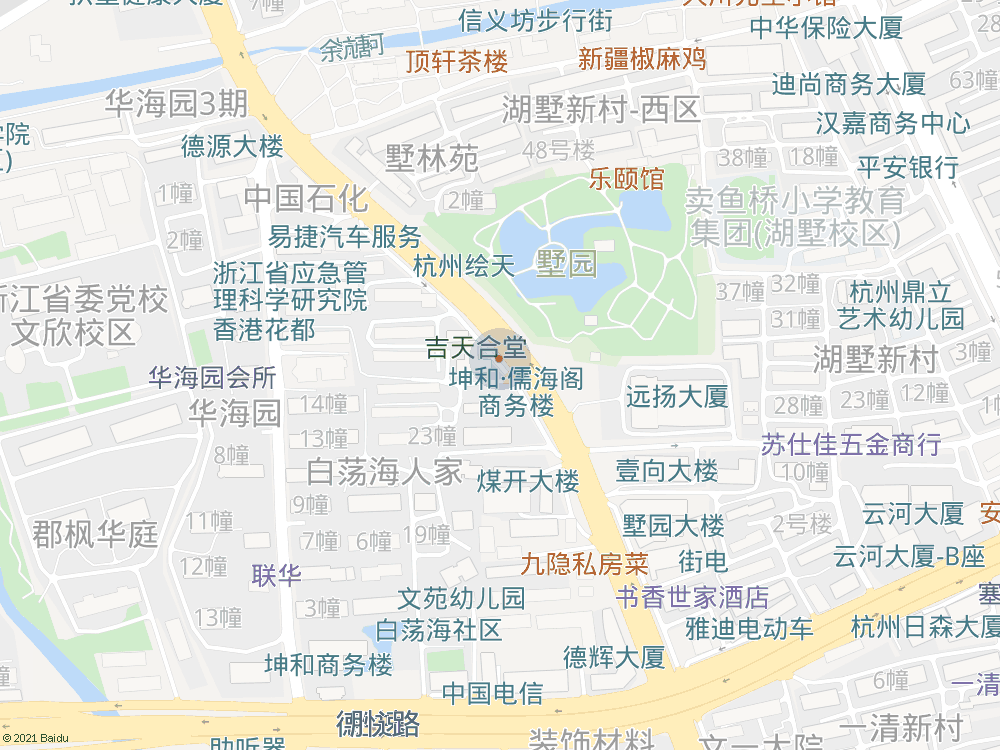 信义坊步行街
中华保险大厦
余杭塘河
顶轩茶楼
新疆椒麻鸡
63幢
迪尚商务大厦
华海园3期
湖墅新村-西区
汉嘉商务中心
德源大楼
48号楼
墅林苑
38幢
18幢
平安银行
乐颐馆
1幢
中国石化
2幢
卖鱼桥小学教育
集团(湖墅校区)
2幢
易捷汽车服务
杭州绘天
墅园
浙江省应急管
理科学研究院
32幢
37幢
杭州鼎立
艺术幼儿园
浙江省委党校
文欣校区
香港花都
31幢
吉天合堂
湖墅新村
3幢
华海园会所
坤和·儒海阁
商务楼
远扬大厦
12幢
23幢
28幢
14幢
华海园
13幢
23幢
苏仕佳五金商行
8幢
白荡海人家
煤开大楼
壹向大楼
10幢
9幢
云河大厦
11幢
郡枫华庭
19幢
墅园大楼
2号楼
7幢
6幢
云河大厦-B座
12幢
联华
九隐私房菜
街电
文苑幼儿园
书香世家酒店
3幢
13幢
白荡海社区
雅迪电动车
杭州日森大厦
坤和商务楼
德辉大厦
中国电信
6幢
一清新村
装饰材料
文一大院
助听器
© 2021 Baidu